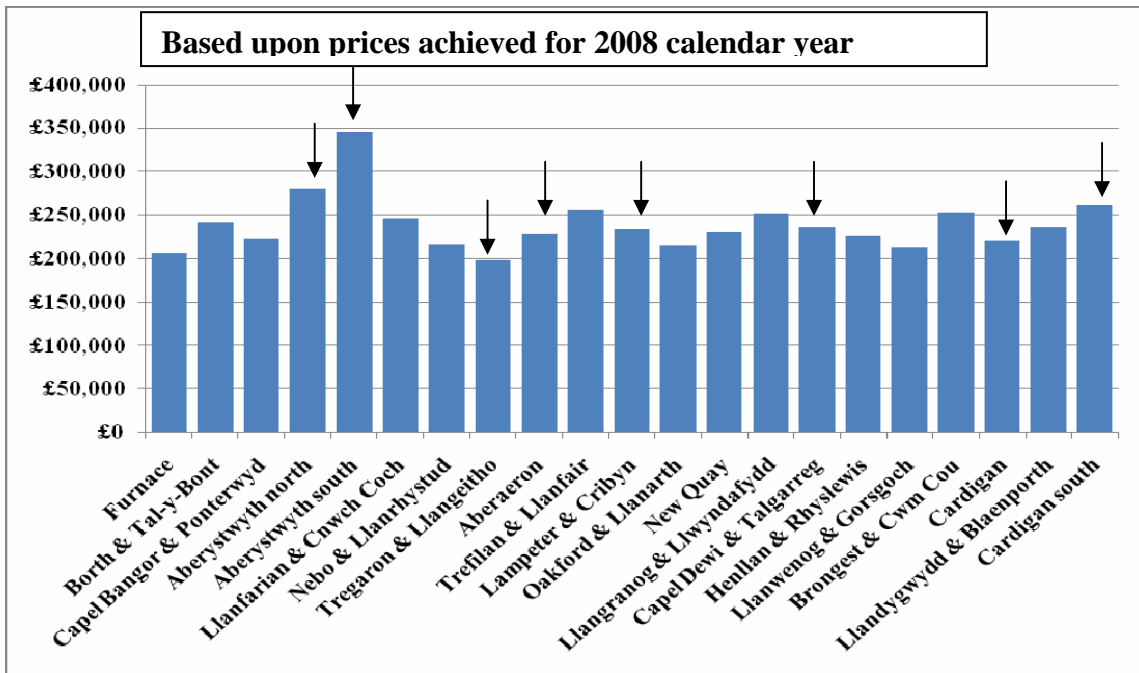 Based upon prices achieved for 2008 calendar year
£400,000
£350,000
£300,000
£250,000
£200,000
£150,000
£100,000
£50,000
£0
Furnace
Borth & Tal-y-Bont
Capel Bangor & Ponterwyd
Aberystwyth north
Aberystwyth south
Llanfarian & Cnwch Coch
Nebo & Llanrhystud
Tregaron & Llangeitho
Aberaeron
Trefilan & Llanfair
Lampeter & Cribyn
Oakford & Llanarth
New Quay
Llangranog & Llwyndafydd
Capel Dewi & Talgarreg
Henllan & Rhyslewis
Llanwenog & Gorsgoch
Brongest & Cwm Cou
Cardigan
Llandygwydd & Blaenporth
Cardigan south